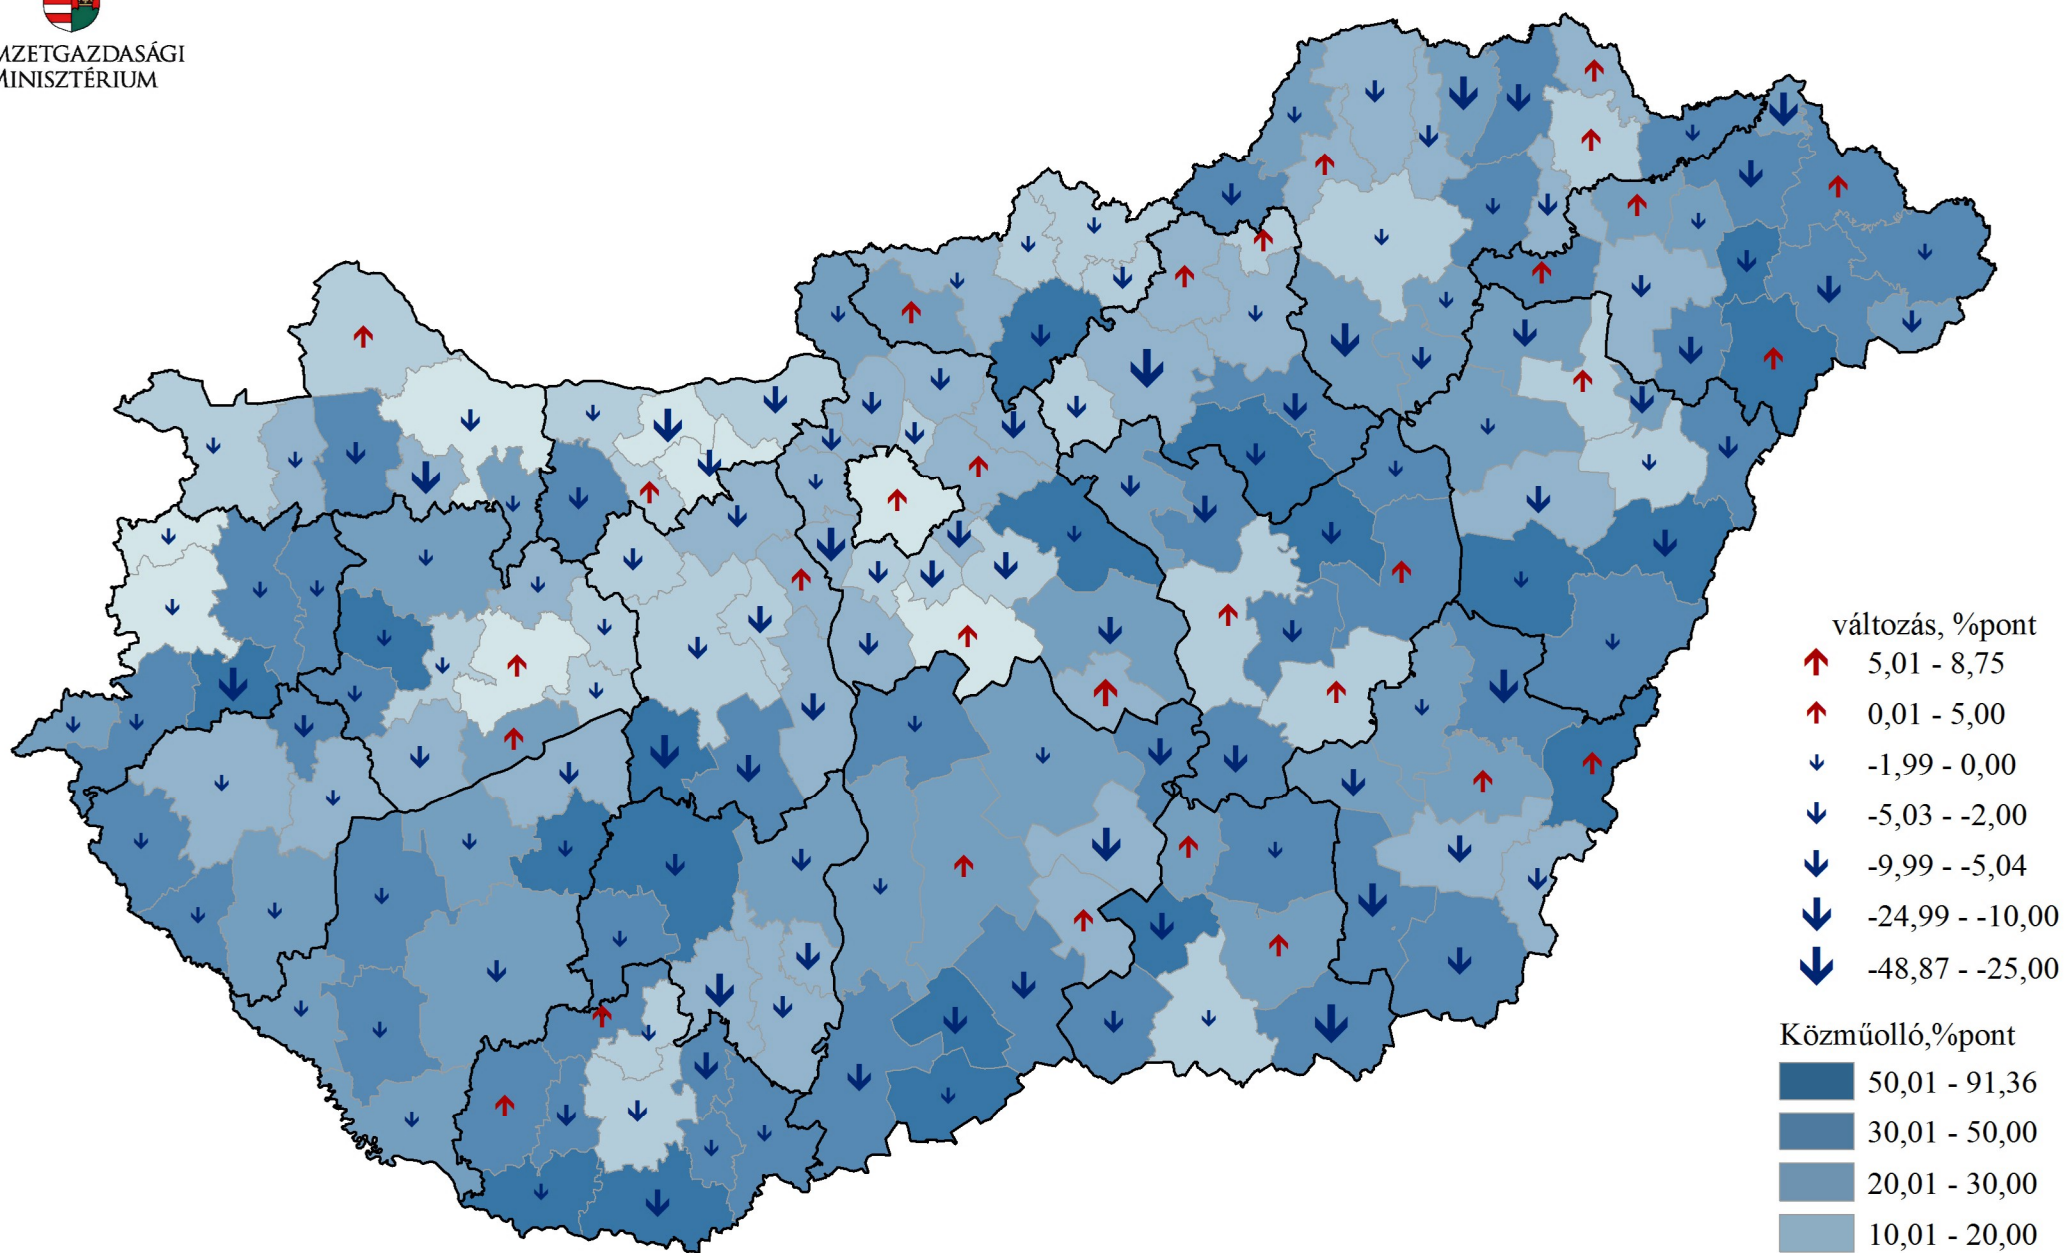 MINISZTÉRIUM
változás, %pont
5,01 - 8,75
0,01 - 5,00
-1,99 - 0,00
-5,03 - -2,00
-9,99 - -5,04
-24,99 - -10,00
-48,87 - -25,00
Közműolló,%pont
50,01 - 91,36
30,01 - 50,00
20,01 - 30,00
10,01 - 20,00